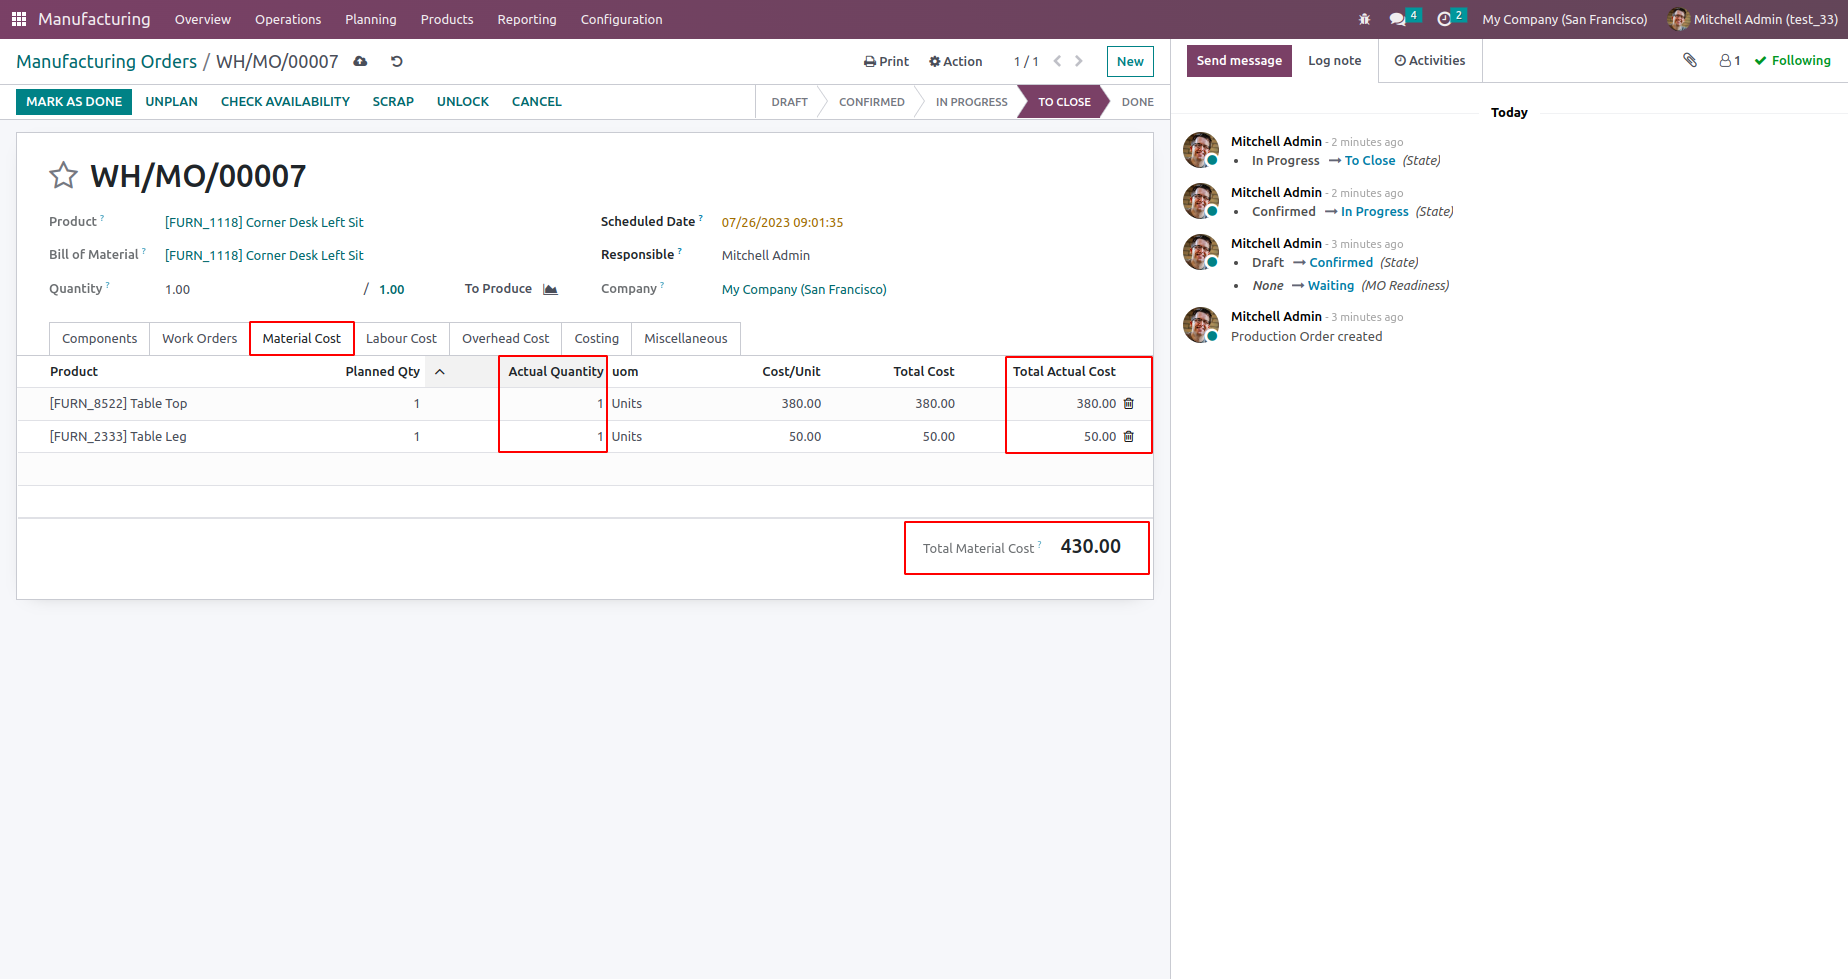 Manufacturing Overview Operations Planning Products Reporting Configuration 4 2 My Company (San Francisco) Mitchell Admin (test_33)
Manufacturing Orders / WH/MO/00007 Print Action 1 / 1 New
MARK AS DONE UNPLAN CHECK AVAILABILITY SCRAP UNLOCK CANCEL DRAFT CONFIRMED IN PROGRESS TO CLOSE DONE
WH/MO/00007
Product ? [FURN_1118] Corner Desk Left Sit Scheduled Date ? 07/26/2023 09:01:35
Bill of Material ? [FURN_1118] Corner Desk Left Sit Responsible ? Mitchell Admin
Quantity ? 1.00 / 1.00 To Produce Company ? My Company (San Francisco)
Components Work Orders Material Cost Labour Cost Overhead Cost Costing Miscellaneous
Product Planned Qty Actual Quantity uom Cost/Unit Total Cost Total Actual Cost
[FURN_8522] Table Top 1 1 Units 380.00 380.00 380.00
[FURN_2333] Table Leg 1 1 Units 50.00 50.00 50.00
Total Material Cost ? 430.00
Send message Log note Activities 1 Following
Today
Mitchell Admin - 2 minutes ago
• In Progress → To Close (State)
Mitchell Admin - 2 minutes ago
• Confirmed → In Progress (State)
Mitchell Admin - 3 minutes ago
• Draft → Confirmed (State)
• None → Waiting (MO Readiness)
Mitchell Admin - 3 minutes ago
Production Order created